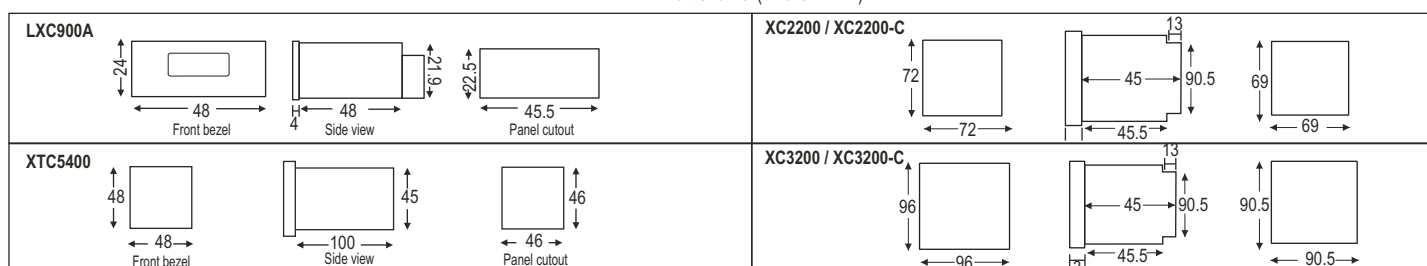 LXC900A
24
48
Front bezel
4
48
Side view
21.9
22.5
45.5
Panel cutout
XC2200 / XC2200-C
72
72
13
45
90.5
45.5
69
69
XTC5400
48
48
Front bezel
45
100
Side view
46
46
Panel cutout
XC3200 / XC3200-C
96
96
13
45
90.5
45.5
90.5
90.5